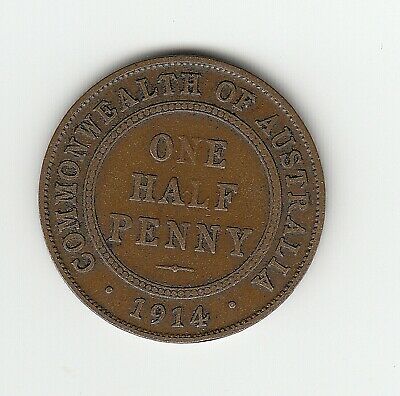 COMMONWEALTH OF AUSTRALIA
ONE
HALF
PENNY
· 1914 ·